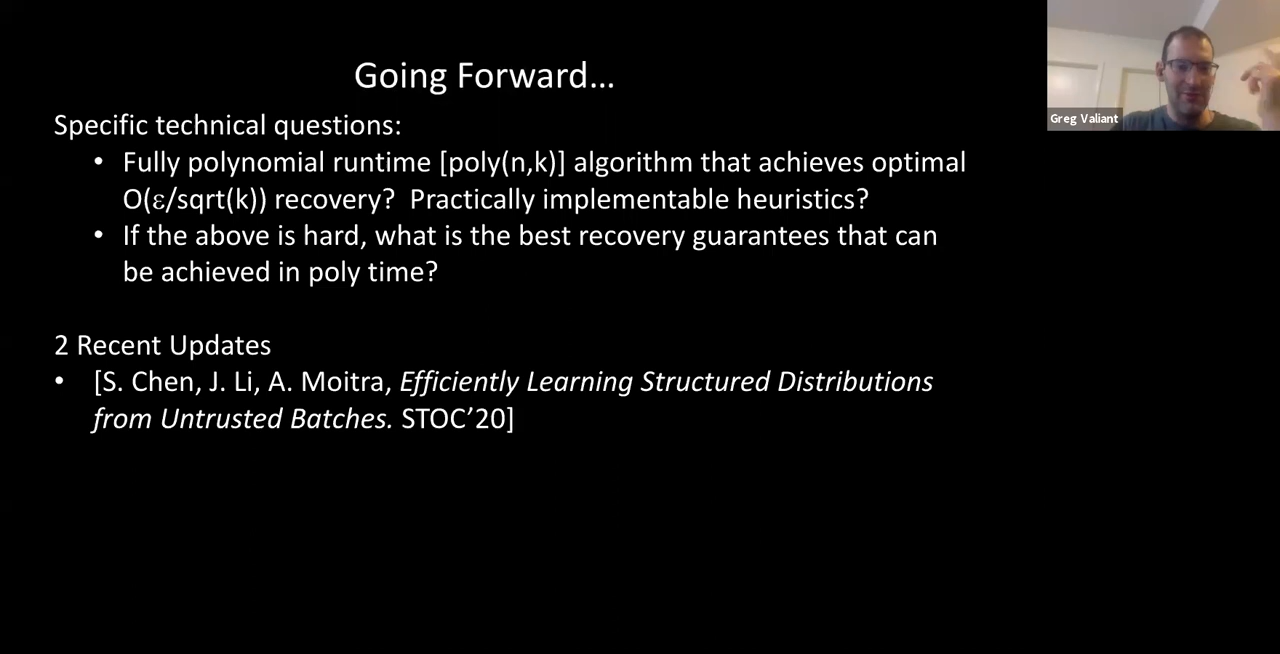 Going Forward…
Greg Valiant
Specific technical questions:
• Fully polynomial runtime [poly(n,k)] algorithm that achieves optimal
O(ε/sqrt(k)) recovery? Practically implementable heuristics?
• If the above is hard, what is the best recovery guarantees that can
be achieved in poly time?
2 Recent Updates
• [S. Chen, J. Li, A. Moitra, Efficiently Learning Structured Distributions
from Untrusted Batches. STOC’20]